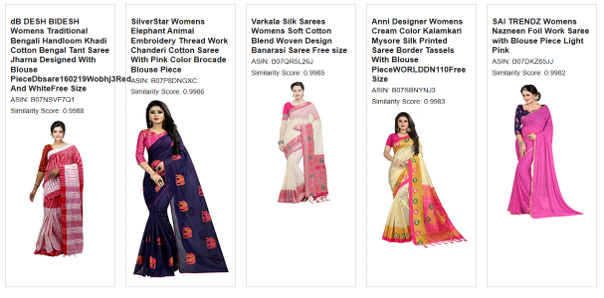 dB DESH BIDESH
Womens Traditional
Bengali Handloom Khadi
Cotton Bengal Tant Saree
Jharna Designed With
Blouse
PIaceDbsare160219Wobhj3Red
And WhiteFree Size
ASIN: B07NSVF7Q1
Similarity Score: 0.9988
SilverStar Womens
Elephant Animal
Embroidery Thread Work
Chanderi Cotton Saree
With Pink Color Brocade
Blouse Piece
ASIN: B07P8DNGXC
Similarity Score: 0.9986
Varkala Silk Sarees
Womens Soft Cotton
Blend Woven Design
Banarasi Saree Free size
ASIN: B07QR5L26J
Similarity Score: 0.9985
Anni Designer Womens
Cream Color Kalamkari
Mysore Silk Printed
Saree Border Tassels
With Blouse
PieceWORLDDN110Free
Size
ASIN: B07S8NYNJ3
Similarity Score: 0.9983
SAI TRENDZ Womens
Nazneen Foil Work Saree
with Blouse Piece Light
Pink
ASIN: B07DKZ85JJ
Similarity Score: 0.9982